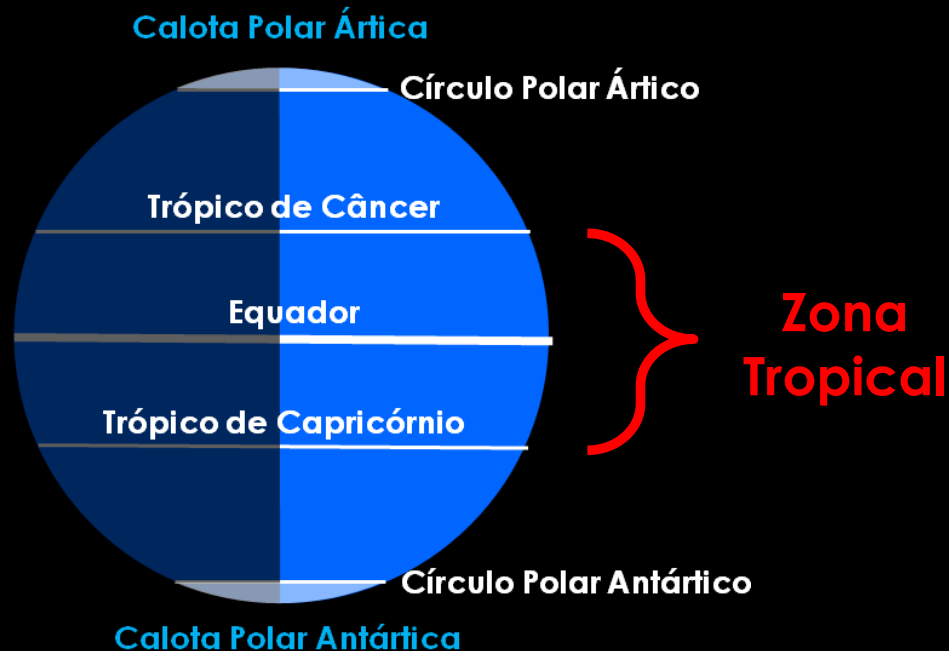 Calota Polar Ártica
Círculo Polar Ártico
Trópico de Câncer
Equador
Zona
Tropical
Trópico de Capricórnio
Círculo Polar Antártico
Calota Polar Antártica